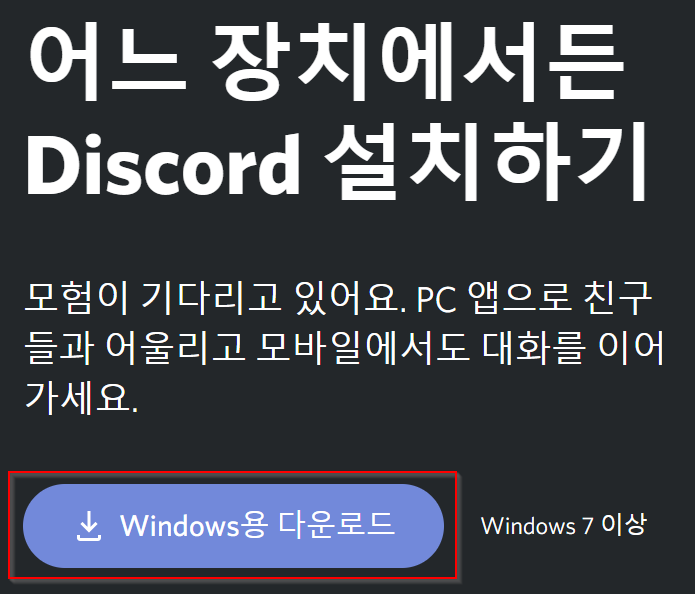 어느 장치에서든
Discord 설치하기
모험이 기다리고 있어요. PC 앱으로 친구
들과 어울리고 모바일에서도 대화를 이어
가세요.
Windows용 다운로드
Windows 7 이상